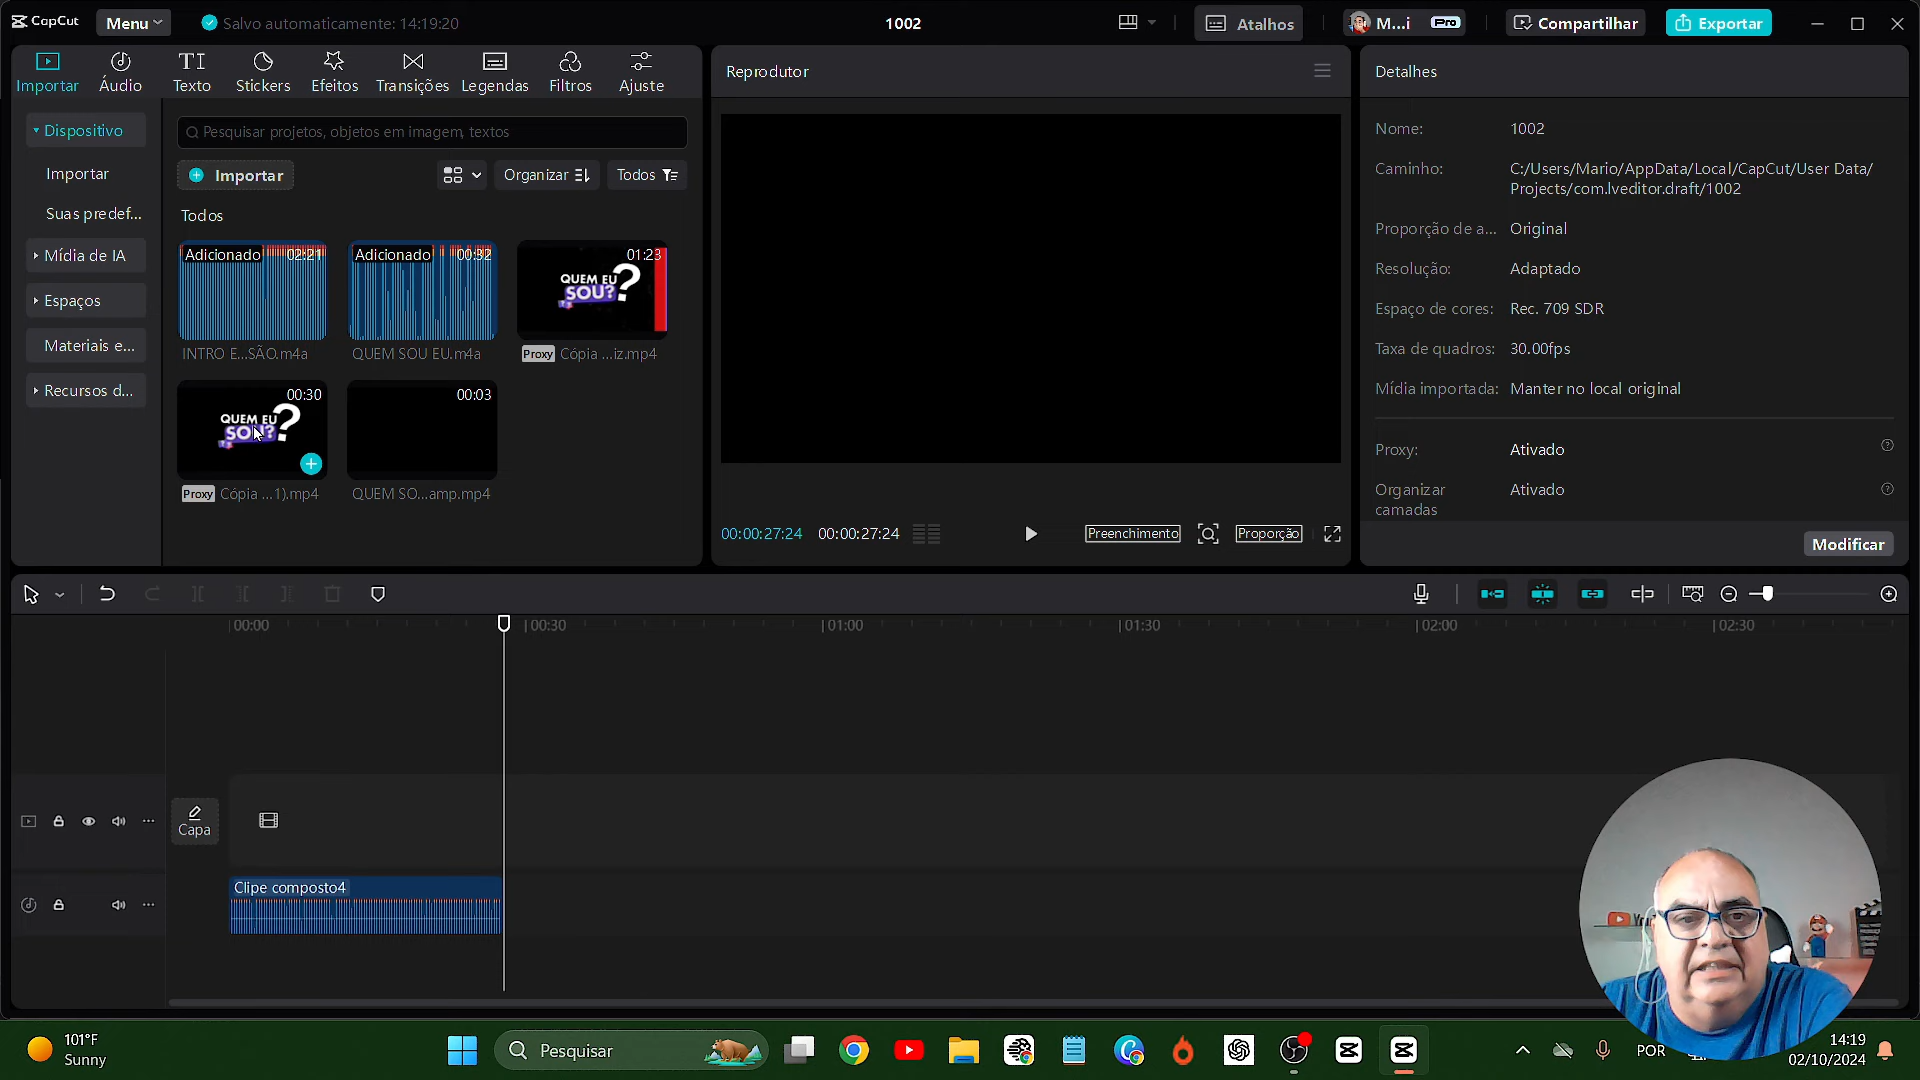 CapCut
Menu
Salvo automaticamente: 14:19:20
1002
Atalhos
M...i
Pro
Compartilhar
Exportar
Importar
Áudio
Texto
Stickers
Efeitos
Transições
Legendas
Filtros
Ajuste
Reprodutor
Detalhes
Dispositivo
Importar
Suas predef...
Mídia de IA
Espaços
Materiais e...
Recursos d...
Pesquisar projetos, objetos em imagem, textos
Importar
Organizar
Todos
Todos
Adicionado
02:21
INTRO E...SÃO.m4a
Adicionado
00:32
QUEM SOU EU.m4a
01:23
QUEM EU
SOU?
Proxy Cópia ...iz.mp4
00:30
QUEM EU
SOU?
Proxy Cópia ...1).mp4
00:03
QUEM SO...amp.mp4
00:00:27:24
00:00:27:24
Preenchimento
Proporção
Nome: 1002
Caminho: C:/Users/Mario/AppData/Local/CapCut/User Data/
Projects/com.lveditor.draft/1002
Proporção de a... Original
Resolução: Adaptado
Espaço de cores: Rec. 709 SDR
Taxa de quadros: 30.00fps
Mídia importada: Manter no local original
Proxy: Ativado
Organizar Ativado
camadas
Modificar
00:00
00:30
01:00
01:30
02:00
02:30
Capa
Clipe composto4
101°F
Sunny
Pesquisar
POR
14:19
02/10/2024